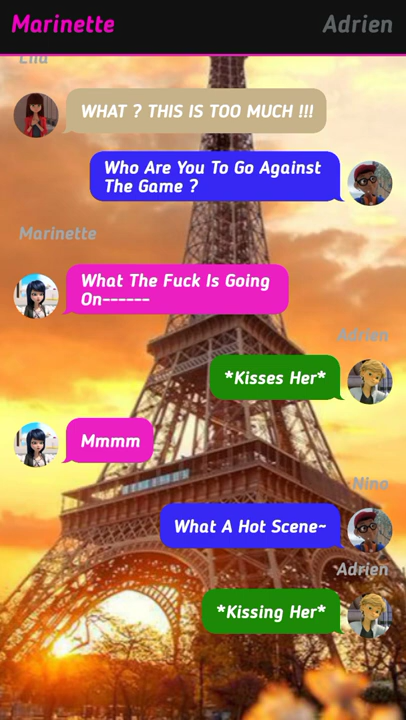 Marinette
Adrien
Lila
WHAT ? THIS IS TOO MUCH !!!
Who Are You To Go Against
The Game ?
Marinette
What The Fuck Is Going
On------
Adrien
*Kisses Her*
Mmmm
Nino
What A Hot Scene~
Adrien
*Kissing Her*